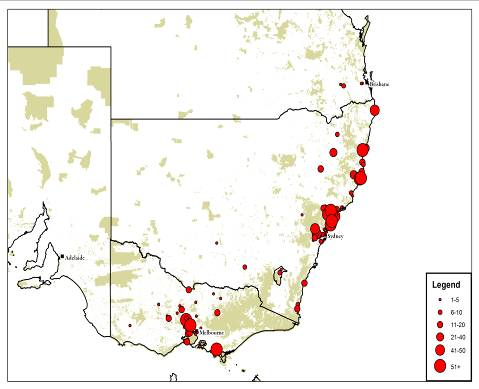 Brisbane
Sydney
Adelaide
Melbourne
Legend
1-5
6-10
11-20
21-40
41-50
51+